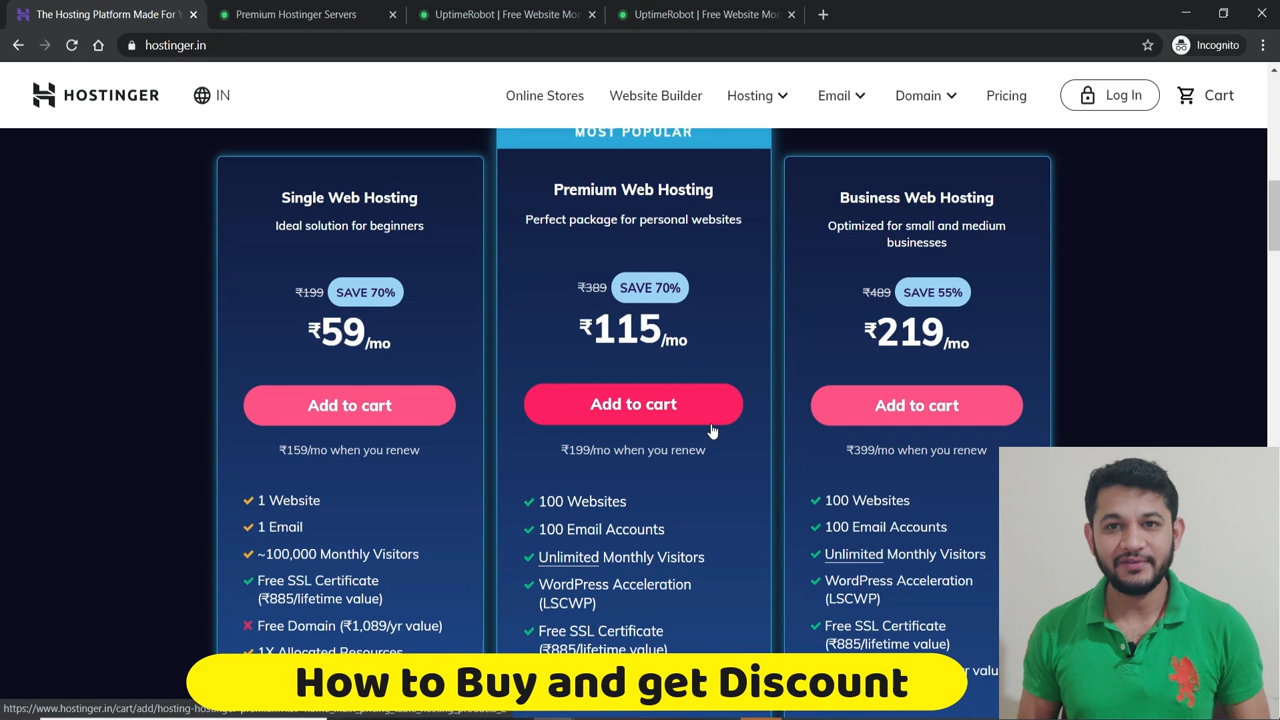 The Hosting Platform Made For
Premium Hostinger Servers
UptimeRobot | Free Website Mon
UptimeRobot | Free Website Mon
hostinger.in
Incognito
HOSTINGER
IN
Online Stores
Website Builder
Hosting
Email
Domain
Pricing
Log In
Cart
MOST POPULAR
Single Web Hosting
Ideal solution for beginners
₹199 SAVE 70%
₹59/mo
Add to cart
₹159/mo when you renew
1 Website
1 Email
~100,000 Monthly Visitors
Free SSL Certificate
(₹885/lifetime value)
Free Domain (₹1,089/yr value)
1X Allocated Resources
Premium Web Hosting
Perfect package for personal websites
₹389 SAVE 70%
₹115/mo
Add to cart
₹199/mo when you renew
100 Websites
100 Email Accounts
Unlimited Monthly Visitors
WordPress Acceleration
(LSCWP)
Free SSL Certificate
(₹885/lifetime value)
Business Web Hosting
Optimized for small and medium
businesses
₹489 SAVE 55%
₹219/mo
Add to cart
₹399/mo when you renew
100 Websites
100 Email Accounts
Unlimited Monthly Visitors
WordPress Acceleration
(LSCWP)
Free SSL Certificate
(₹885/lifetime value)
How to Buy and get Discount